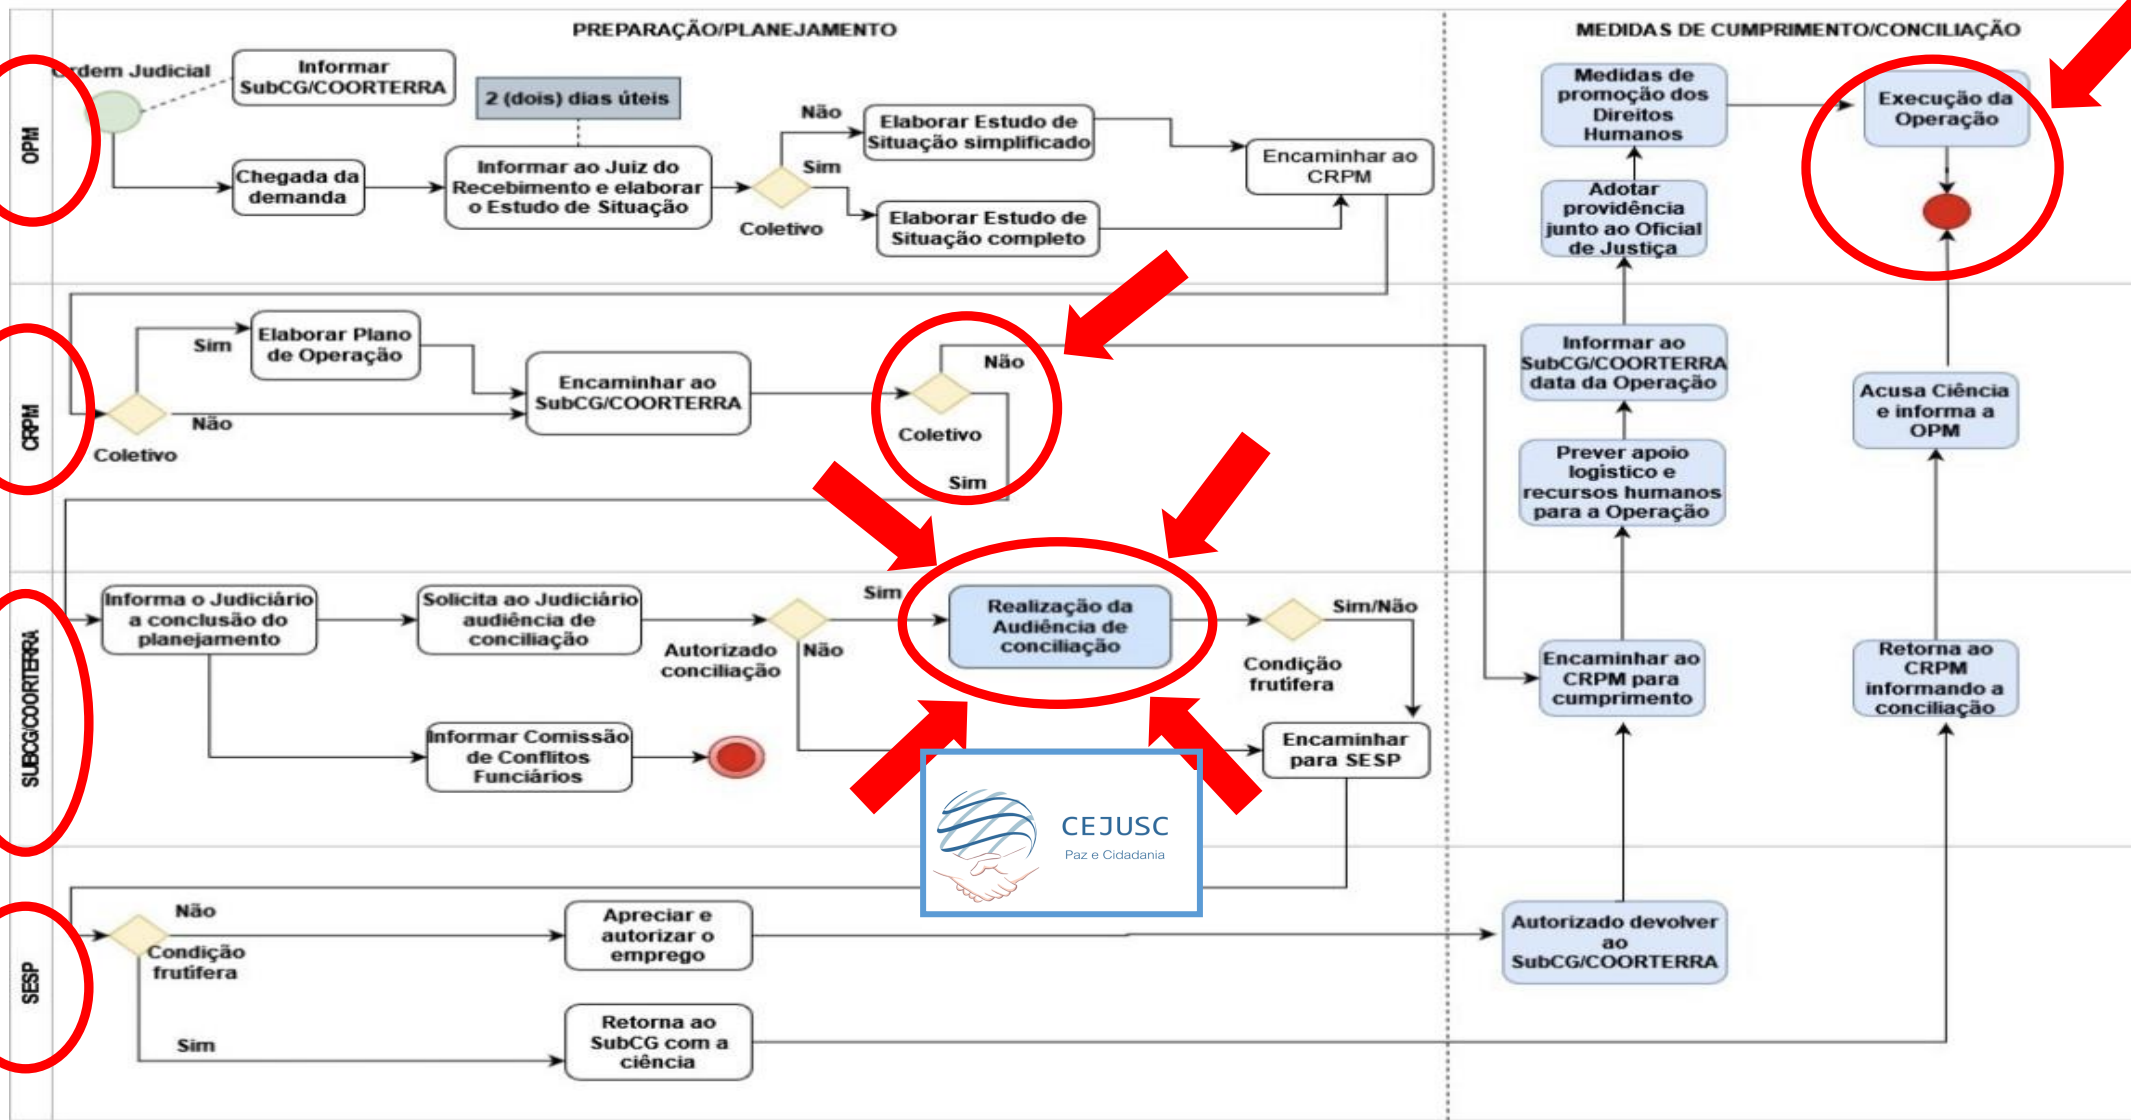 PREPARAÇÃO/PLANEJAMENTO
MEDIDAS DE CUMPRIMENTO/CONCILIAÇÃO
OPM
Ordem Judicial
Informar
SubCG/COORTERRA
2 (dois) dias úteis
Chegada da
demanda
Informar ao Juiz do
Recebimento e elaborar
o Estudo de Situação
Coletivo
Não
Sim
Elaborar Estudo de
Situação simplificado
Elaborar Estudo de
Situação completo
Encaminhar ao
CRPM
Medidas de
promoção dos
Direitos
Humanos
Execução da
Operação
Adotar
providência
junto ao Oficial
de Justiça
CRPM
Coletivo
Sim
Não
Elaborar Plano
de Operação
Encaminhar ao
SubCG/COORTERRA
Coletivo
Não
Sim
Informar ao
SubCG/COORTERRA
data da Operação
Prever apoio
logístico e
recursos humanos
para a Operação
Acusa Ciência
e informa a
OPM
SUBCG/COORTERRA
Informa o Judiciário
a conclusão do
planejamento
Solicita ao Judiciário
audiência de
conciliação
Autorizado
conciliação
Sim
Não
Realização da
Audiência de
conciliação
Condição
frutífera
Sim/Não
Informar Comissão
de Conflitos
Funciários
Encaminhar
para SESP
Encaminhar ao
CRPM para
cumprimento
Retorna ao
CRPM
informando a
conciliação
CEJUSC
Paz e Cidadania
SESP
Não
Condição
frutífera
Sim
Apreciar e
autorizar o
emprego
Retorna ao
SubCG com a
ciência
Autorizado devolver
ao
SubCG/COORTERRA